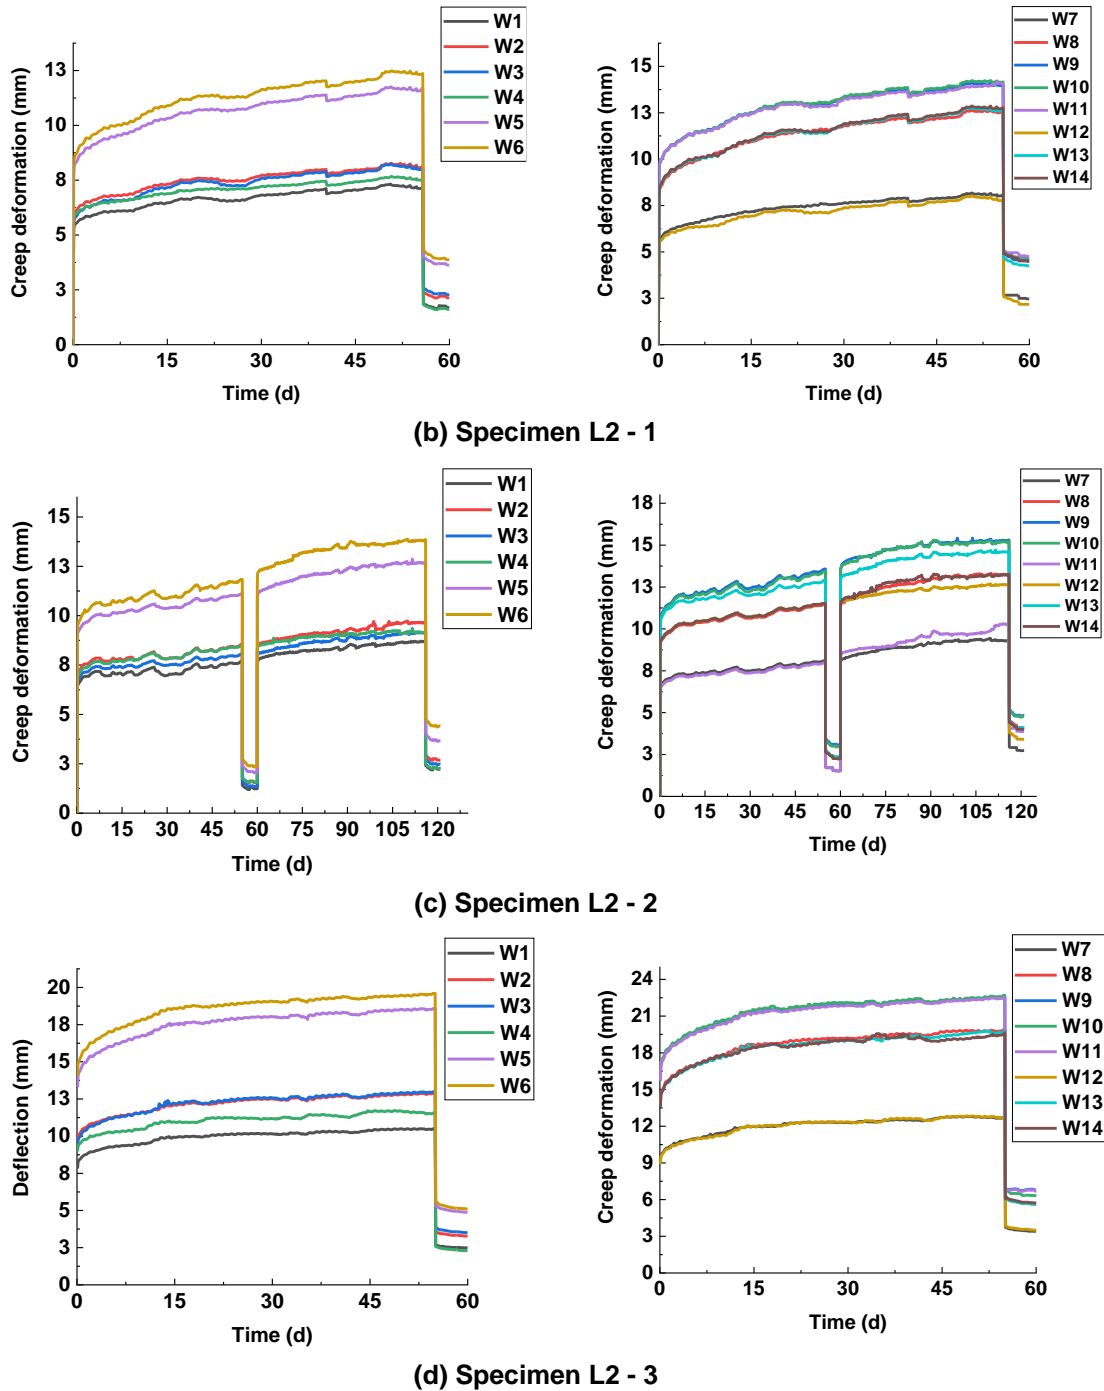 W1
W2
W3
W4
W5
W6
13
10
8
5
3
0
0 15 30 45 60
Creep deformation (mm)
Time (d)
W7
W8
W9
W10
W11
W12
W13
W14
15
13
10
8
5
3
0
0 15 30 45 60
Creep deformation (mm)
Time (d)
(b) Specimen L2 - 1
W1
W2
W3
W4
W5
W6
15
13
10
8
5
3
0
0 15 30 45 60 75 90 105 120
Creep deformation (mm)
Time (d)
W7
W8
W9
W10
W11
W12
W13
W14
18
15
13
10
8
5
3
0
0 15 30 45 60 75 90 105 120
Creep deformation (mm)
Time (d)
(c) Specimen L2 - 2
W1
W2
W3
W4
W5
W6
20
18
15
13
10
8
5
3
0
0 15 30 45 60
Deflection (mm)
Time (d)
W7
W8
W9
W10
W11
W12
W13
W14
24
21
18
15
12
9
6
3
0
0 15 30 45 60
Creep deformation (mm)
Time (d)
(d) Specimen L2 - 3